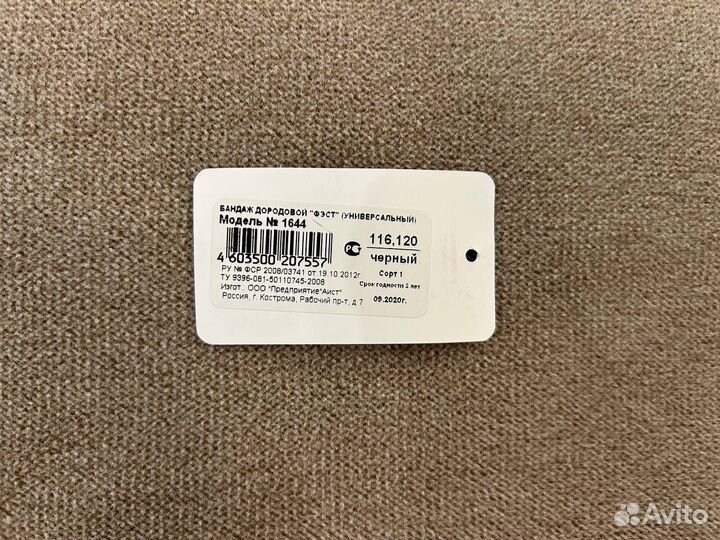 БАНДАЖ ДОРОДОВОЙ "ФЭСТ" (УНИВЕРСАЛЬНЫЙ)
Модель № 1644
4 603500 207557
116,120
черный
Сорт 1
Срок годности 5 лет
09.2020г.
РУ № ФСР 2008/03741 от 19.10.2012г
ТУ 9396-081-50110745-2008
Изгот.: ООО "Предприятие"Аист"
Россия, г. Кострома, Рабочий пр-т, д 7
Avito